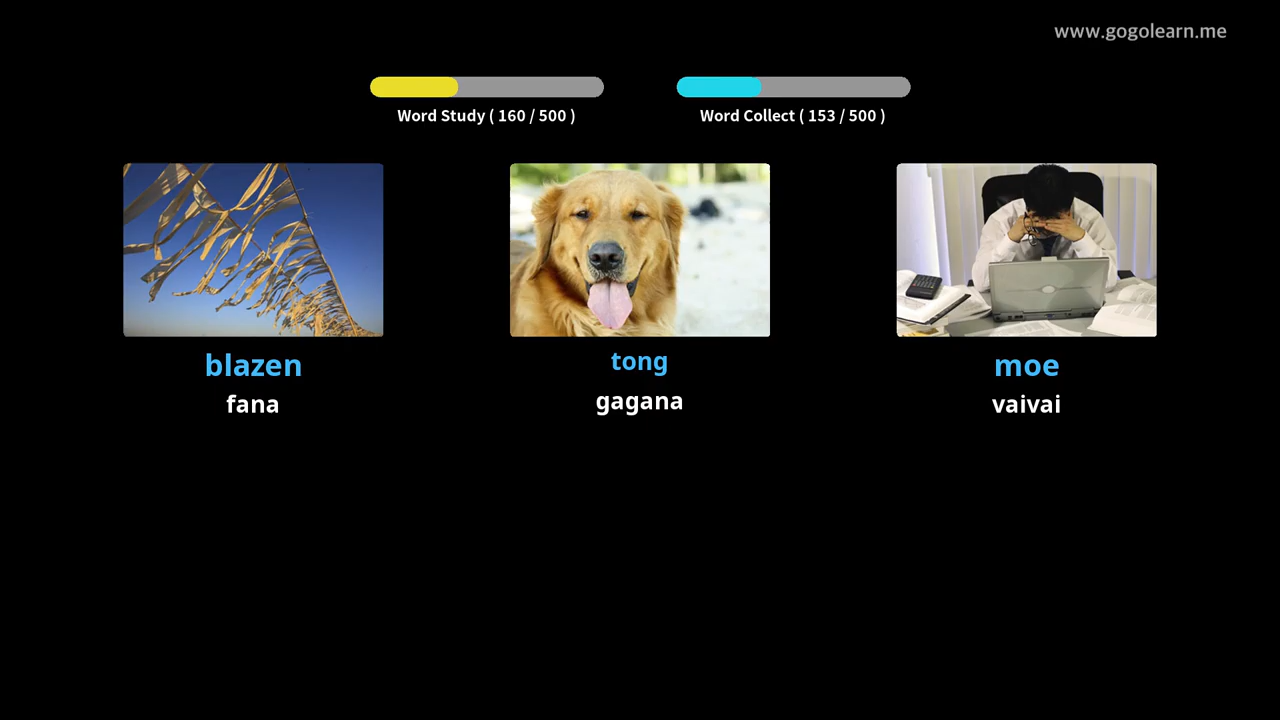 www.gogolearn.me
Word Study ( 160 / 500 )
Word Collect ( 153 / 500 )
blazen
fana
tong
gagana
moe
vaivai